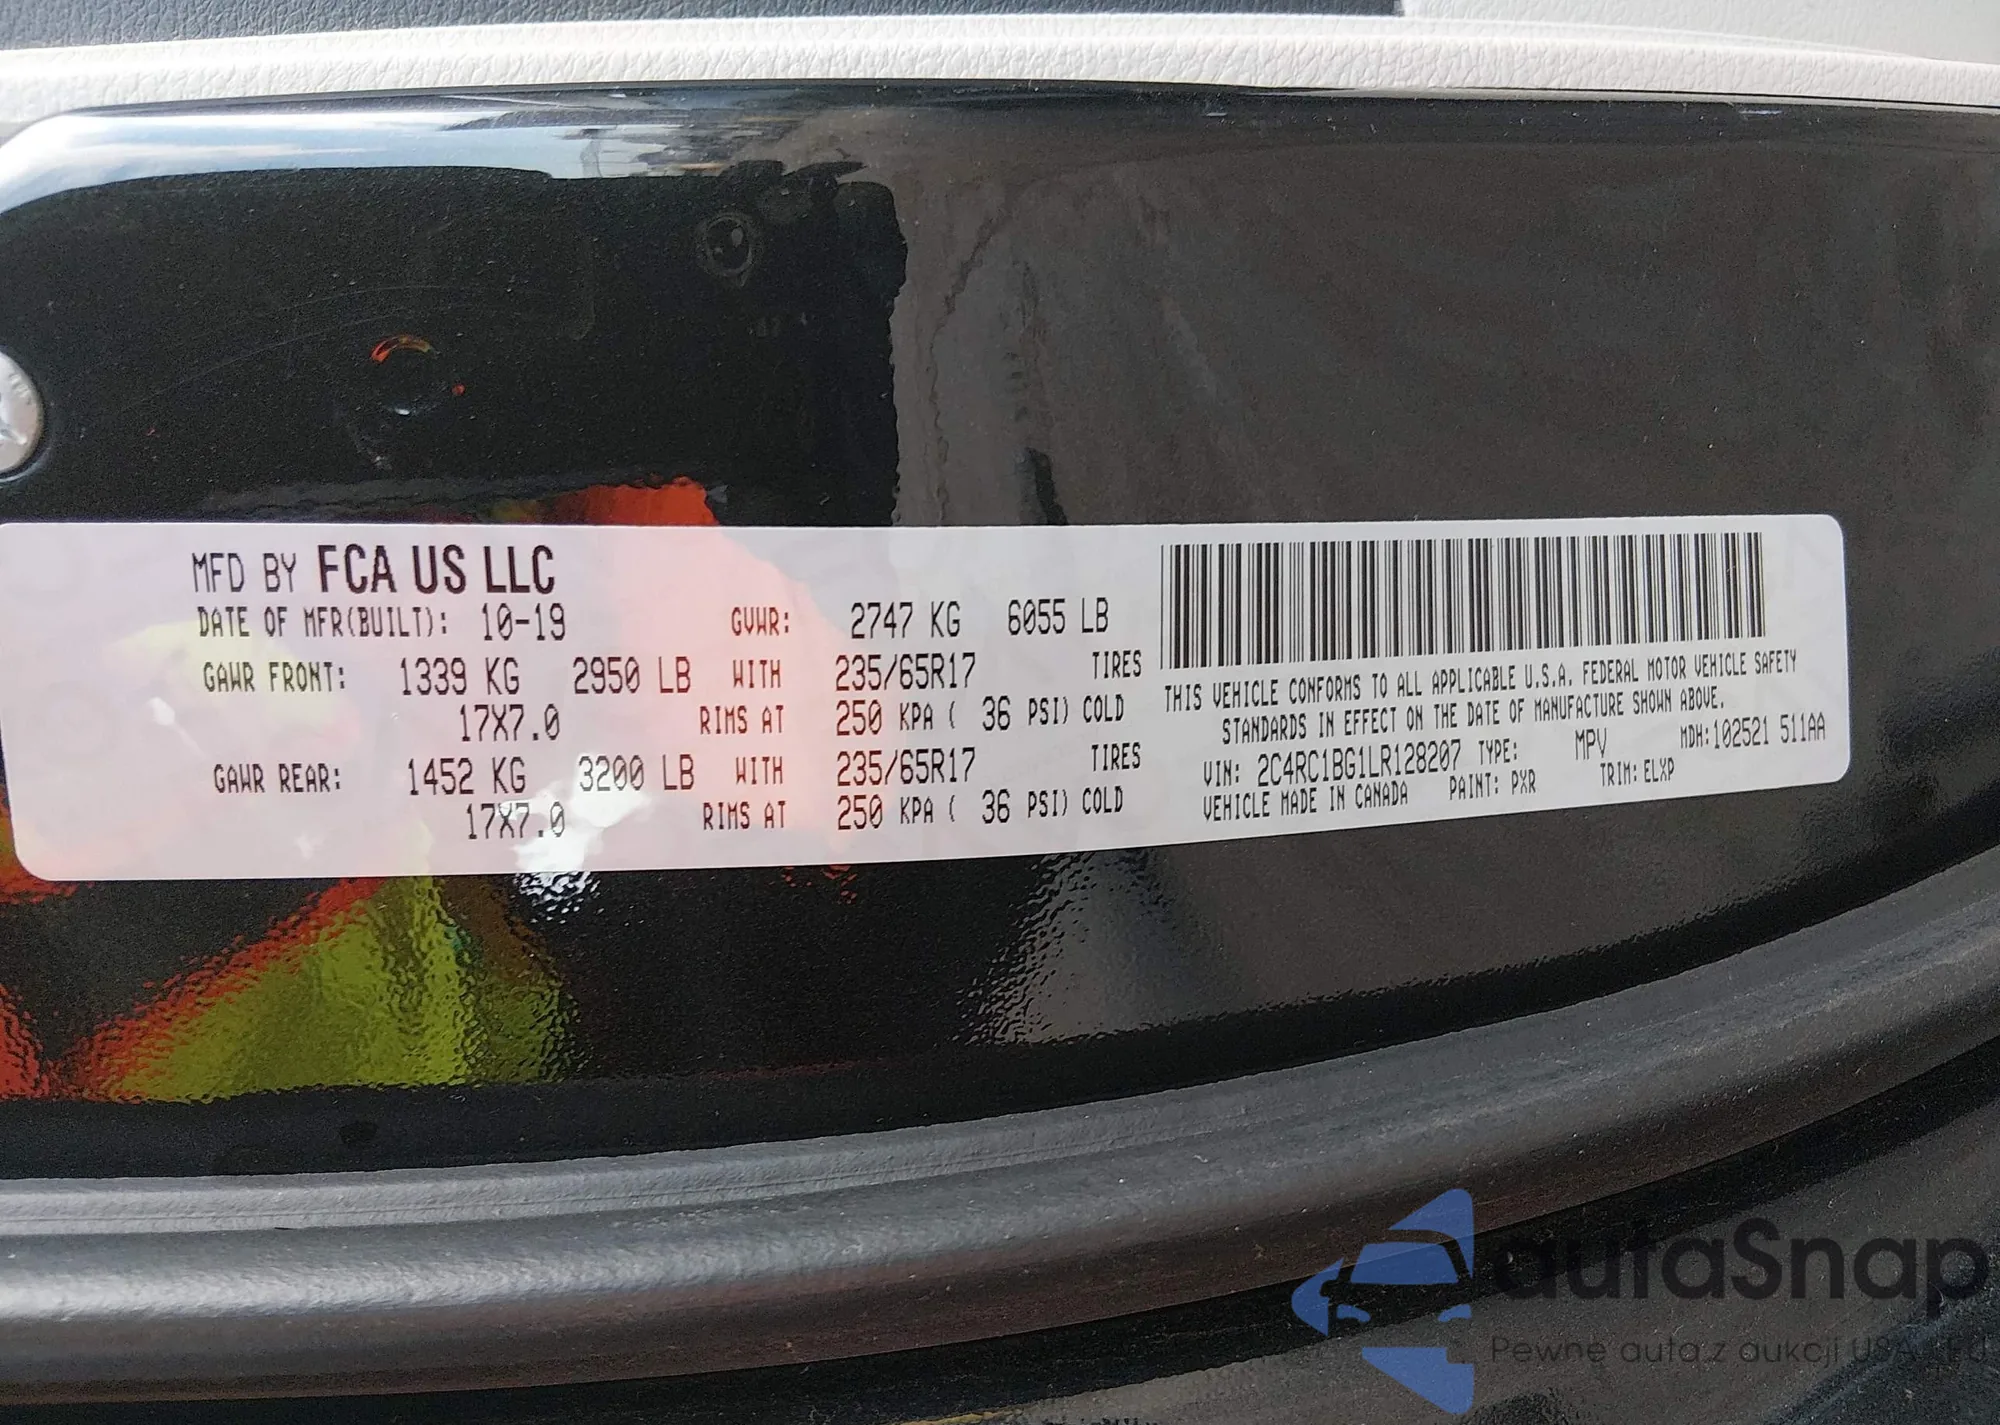 MFD BY FCA US LLC
DATE OF MFR(BUILT): 10-19 GVWR: 2747 KG 6055 LB
GAWR FRONT: 1339 KG 2950 LB WITH 235/65R17 TIRES
17X7.0 RIMS AT 250 KPA ( 36 PSI) COLD
GAWR REAR: 1452 KG 3200 LB WITH 235/65R17 TIRES
17X7.0 RIMS AT 250 KPA ( 36 PSI) COLD
THIS VEHICLE CONFORMS TO ALL APPLICABLE U.S.A. FEDERAL MOTOR VEHICLE SAFETY
STANDARDS IN EFFECT ON THE DATE OF MANUFACTURE SHOWN ABOVE.
VIN: 2C4RC1BG1LR128207 TYPE: MPV MDH:102521 511AA
VEHICLE MADE IN CANADA PAINT: PXR TRIM: ELXP
autaSnap
Pewne auta z aukcji USA i EU